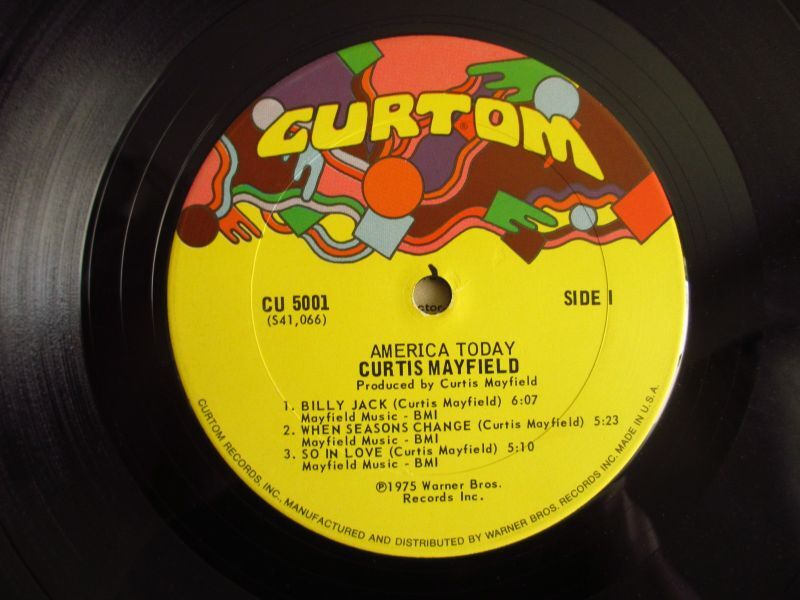 CURTOM
CU 5001
SIDE 1
(S41,066)
AMERICA TODAY
CURTIS MAYFIELD
Produced by Curtis Mayfield
1. BILLY JACK (Curtis Mayfield) 6:07
Mayfield Music - BMI
2. WHEN SEASONS CHANGE (Curtis Mayfield) 5:23
Mayfield Music - BMI
3. SO IN LOVE (Curtis Mayfield) 5:10
Mayfield Music - BMI
℗1975 Warner Bros.
Records Inc.
CURTOM RECORDS, INC., MANUFACTURED AND DISTRIBUTED BY WARNER BROS. RECORDS INC. MADE IN U.S.A.